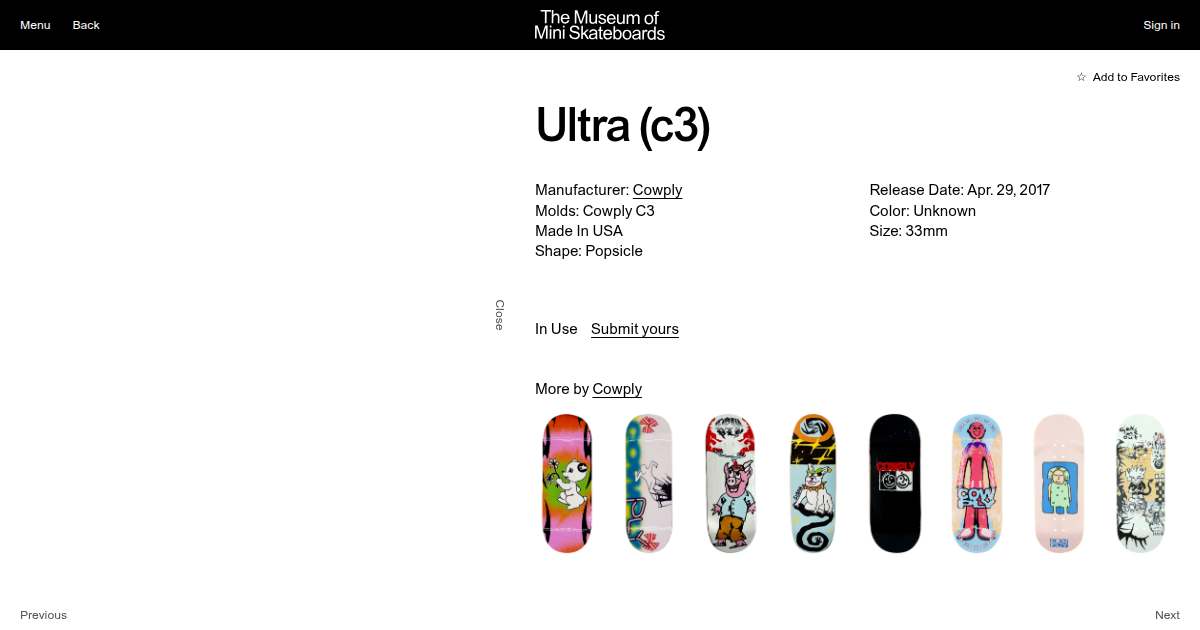 Menu
Back
The Museum of
Mini Skateboards
Sign in
☆ Add to Favorites
Ultra (c3)
Manufacturer: Cowply
Molds: Cowply C3
Made In USA
Shape: Popsicle
Release Date: Apr. 29, 2017
Color: Unknown
Size: 33mm
Close
In Use Submit yours
More by Cowply
COW
PLY
Previous
Next